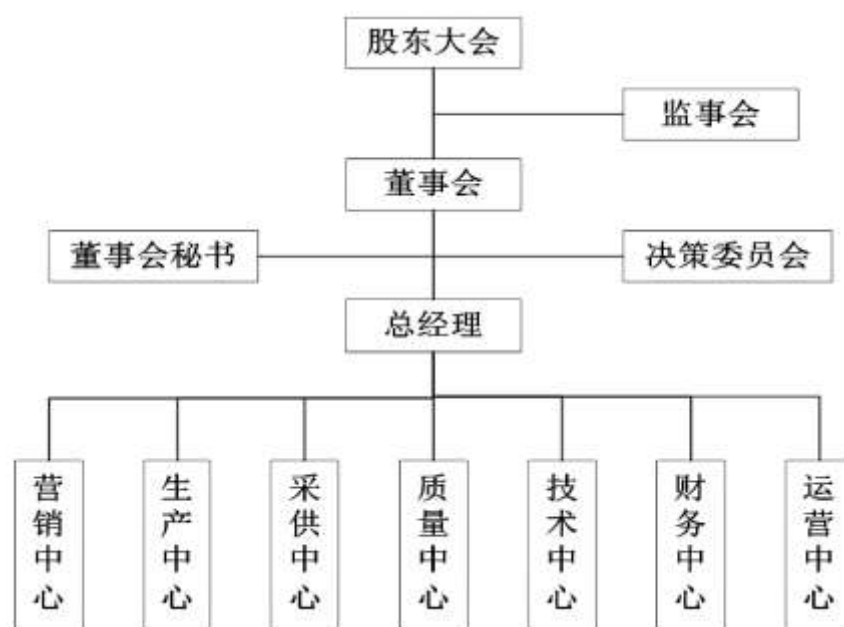 股东大会
监事会
董事会
董事会秘书
决策委员会
总经理
营销中心
生产中心
采供中心
质量中心
技术中心
财务中心
运营中心